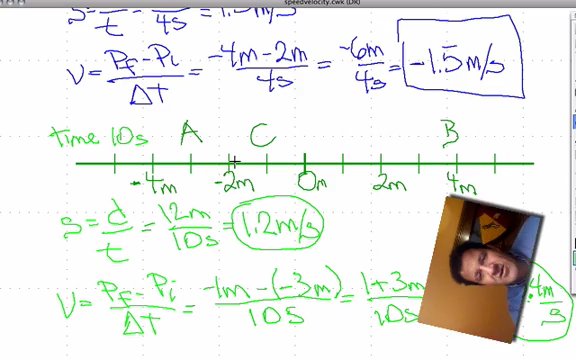 speedvelocity.cwk (DR)
V = Pf - Pi / ΔT = -4m - 2m / 4s = -6m / 4s = -1.5 m/s
time 10s A C B
-4m -2m 0m 2m 4m
s = d / t = 12m / 10s = 1.2 m/s
V = Pf - Pi / ΔT = -1m - (-3m) / 10s = 1 + 3m / 10s .4 m / s